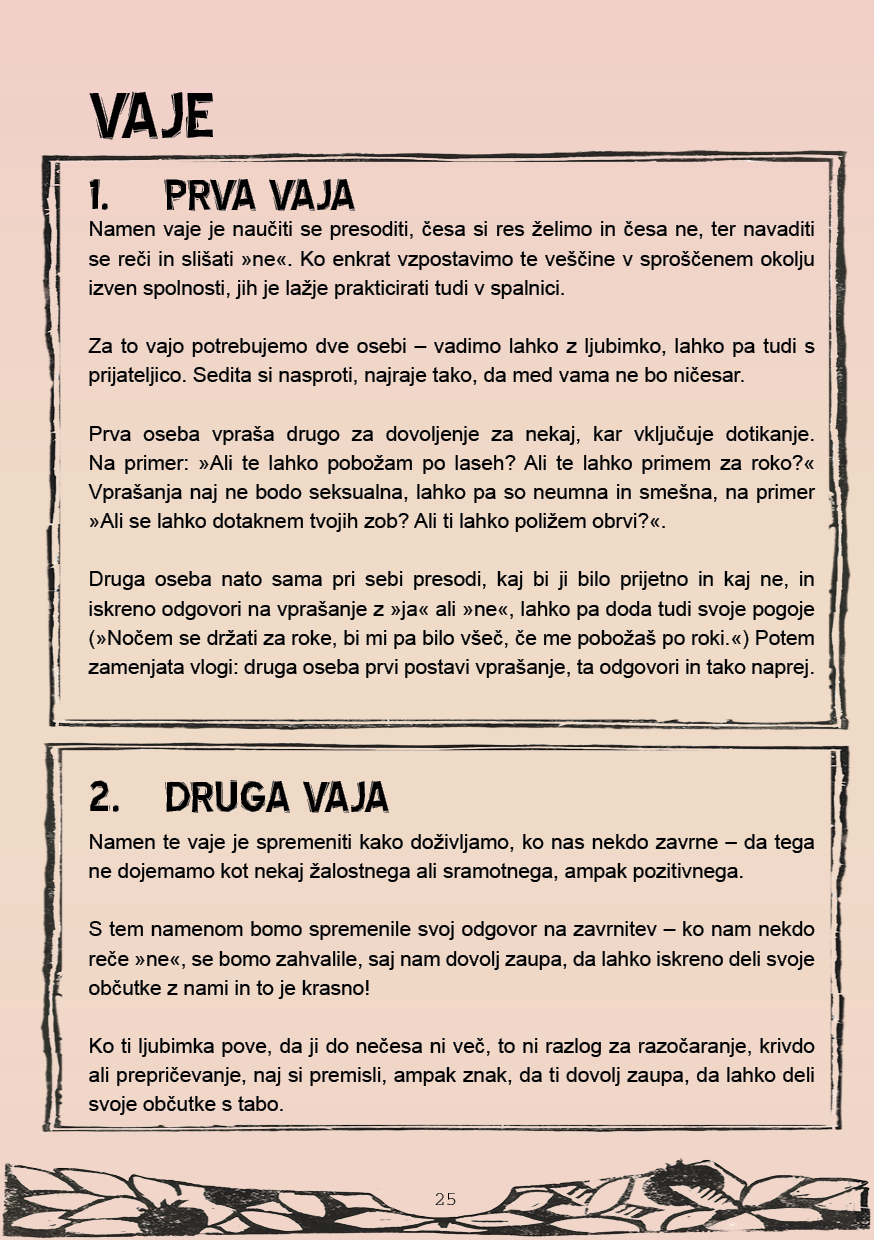 VAJE
1. PRVA VAJA
Namen vaje je naučiti se presoditi, česa si res želimo in česa ne, ter navaditi
se reči in slišati »ne«. Ko enkrat vzpostavimo te veščine v sproščenem okolju
izven spolnosti, jih je lažje prakticirati tudi v spalnici.
Za to vajo potrebujemo dve osebi – vadimo lahko z ljubimko, lahko pa tudi s
prijateljico. Sedita si nasproti, najraje tako, da med vama ne bo ničesar.
Prva oseba vpraša drugo za dovoljenje za nekaj, kar vključuje dotikanje.
Na primer: »Ali te lahko pobožam po laseh? Ali te lahko primem za roko?«
Vprašanja naj ne bodo seksualna, lahko pa so neumna in smešna, na primer
»Ali se lahko dotaknem tvojih zob? Ali ti lahko poližem obrvi?«.
Druga oseba nato sama pri sebi presodi, kaj bi ji bilo prijetno in kaj ne, in
iskreno odgovori na vprašanje z »ja« ali »ne«, lahko pa doda tudi svoje pogoje
(»Nočem se držati za roke, bi mi pa bilo všeč, če me pobožaš po roki.«) Potem
zamenjata vlogi: druga oseba prvi postavi vprašanje, ta odgovori in tako naprej.
2. DRUGA VAJA
Namen te vaje je spremeniti kako doživljamo, ko nas nekdo zavrne – da tega
ne dojemamo kot nekaj žalostnega ali sramotnega, ampak pozitivnega.
S tem namenom bomo spremenile svoj odgovor na zavrnitev – ko nam nekdo
reče »ne«, se bomo zahvalile, saj nam dovolj zaupa, da lahko iskreno deli svoje
občutke z nami in to je krasno!
Ko ti ljubimka pove, da ji do nečesa ni več, to ni razlog za razočaranje, krivdo
ali prepričevanje, naj si premisli, ampak znak, da ti dovolj zaupa, da lahko deli
svoje občutke s tabo.
25